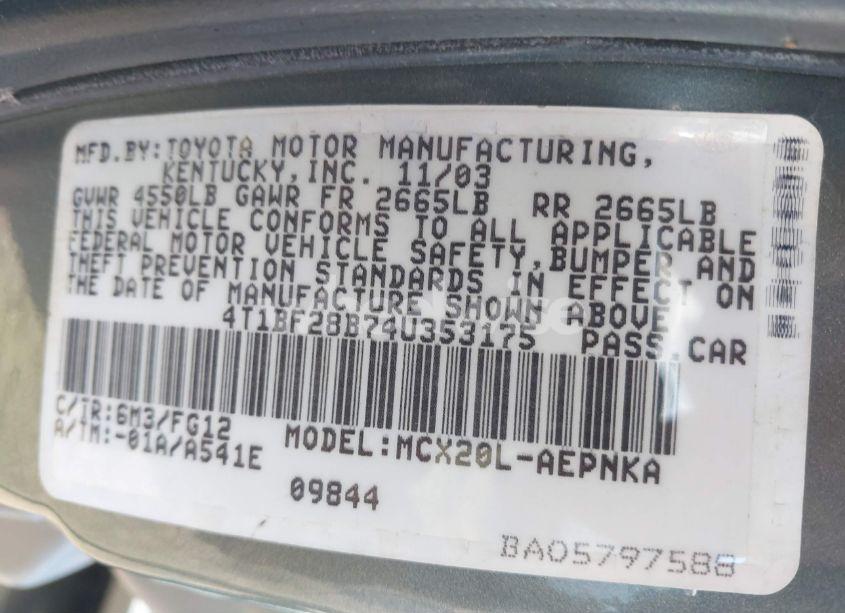 MFD.BY:TOYOTA MOTOR MANUFACTURING,
KENTUCKY,INC. 11/03
GVWR 4550LB GAWR FR 2665LB RR 2665LB
THIS VEHICLE CONFORMS TO ALL APPLICABLE
FEDERAL MOTOR VEHICLE SAFETY,BUMPER AND
THEFT PREVENTION STANDARDS IN EFFECT ON
THE DATE OF MANUFACTURE SHOWN ABOVE.
4T1BF28B74U353175 PASS.CAR
C/TR:6M3/FG12
A/TM:-01A/A541E
MODEL:MCX20L-AEPNKA
09844
BA05797588